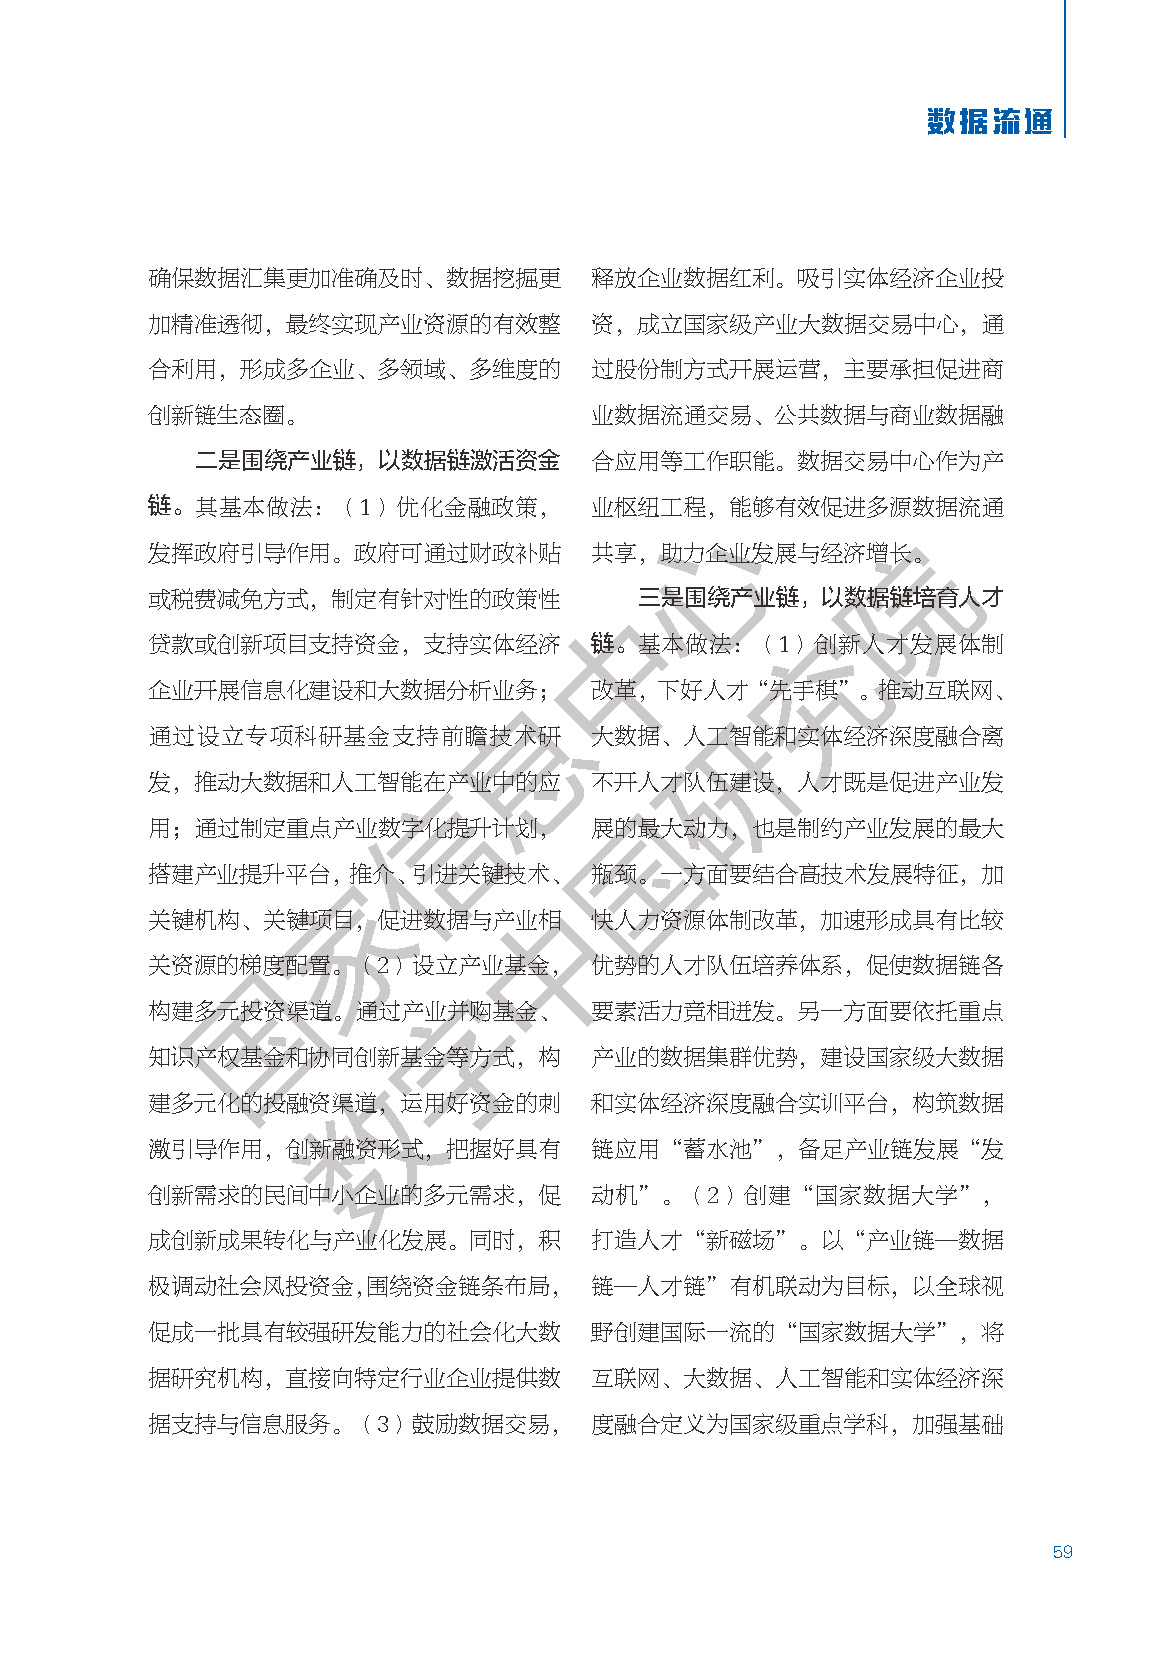 数据流通
确保数据汇集更加准确及时、数据挖掘更
加精准透彻，最终实现产业资源的有效整
合利用，形成多企业、多领域、多维度的
创新链生态圈。
二是围绕产业链，以数据链激活资金
链。其基本做法：（1）优化金融政策，
发挥政府引导作用。政府可通过财政补贴
或税费减免方式，制定有针对性的政策性
贷款或创新项目支持资金，支持实体经济
企业开展信息化建设和大数据分析业务；
通过设立专项科研基金支持前瞻技术研
发，推动大数据和人工智能在产业中的应
用；通过制定重点产业数字化提升计划，
搭建产业提升平台，推介、引进关键技术、
关键机构、关键项目，促进数据与产业相
关资源的梯度配置。（2）设立产业基金，
构建多元投资渠道。通过产业并购基金、
知识产权基金和协同创新基金等方式，构
建多元化的投融资渠道，运用好资金的刺
激引导作用，创新融资形式，把握好具有
创新需求的民间中小企业的多元需求，促
成创新成果转化与产业化发展。同时，积
极调动社会风投资金，围绕资金链条布局，
促成一批具有较强研发能力的社会化大数
据研究机构，直接向特定行业企业提供数
据支持与信息服务。（3）鼓励数据交易，
释放企业数据红利。吸引实体经济企业投
资，成立国家级产业大数据交易中心，通
过股份制方式开展运营，主要承担促进商
业数据流通交易、公共数据与商业数据融
合应用等工作职能。数据交易中心作为产
业枢纽工程，能够有效促进多源数据流通
共享，助力企业发展与经济增长。
三是围绕产业链，以数据链培育人才
链。基本做法：（1）创新人才发展体制
改革，下好人才“先手棋”。推动互联网、
大数据、人工智能和实体经济深度融合离
不开人才队伍建设，人才既是促进产业发
展的最大动力，也是制约产业发展的最大
瓶颈。一方面要结合高技术发展特征，加
快人力资源体制改革，加速形成具有比较
优势的人才队伍培养体系，促使数据链各
要素活力竞相迸发。另一方面要依托重点
产业的数据集群优势，建设国家级大数据
和实体经济深度融合实训平台，构筑数据
链应用“蓄水池”，备足产业链发展“发
动机”。（2）创建“国家数据大学”，
打造人才“新磁场”。以“产业链—数据
链—人才链”有机联动为目标，以全球视
野创建国际一流的“国家数据大学”，将
互联网、大数据、人工智能和实体经济深
度融合定义为国家级重点学科，加强基础
国家信息中心
数字中国研究院
59